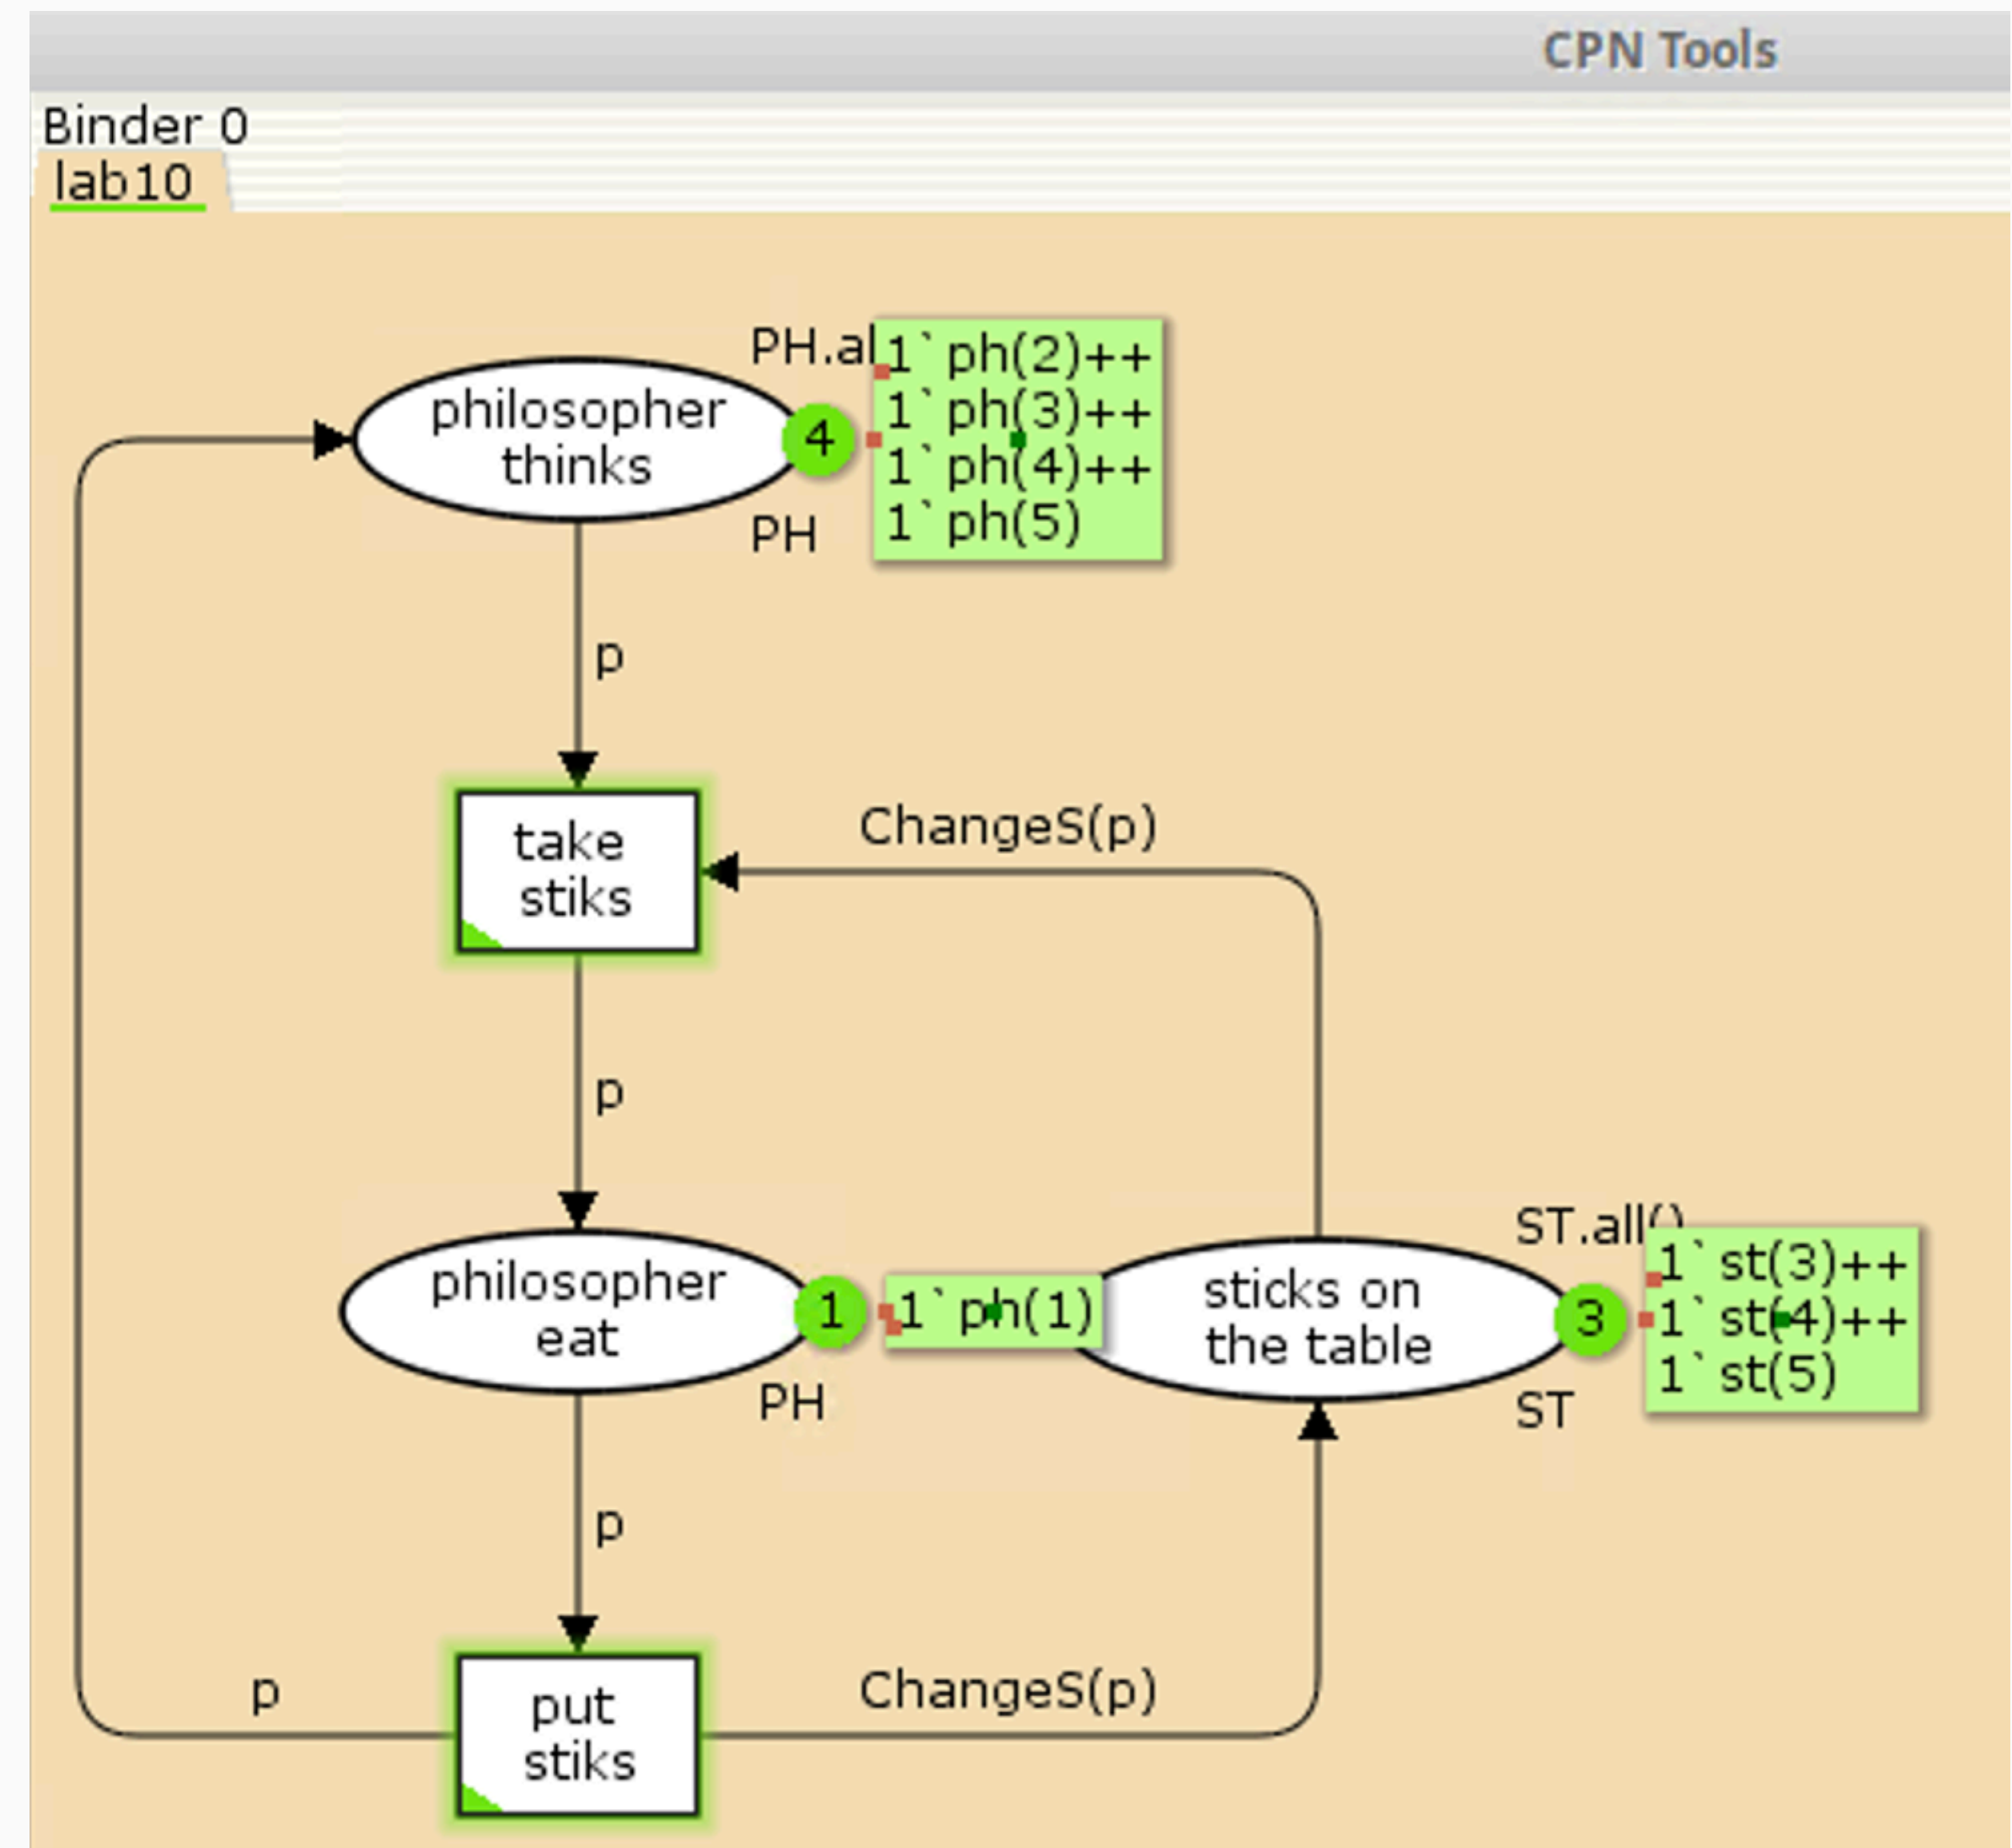 CPN Tools
Binder 0
lab10
PH.al
1`ph(2)++
1`ph(3)++
1`ph(4)++
1`ph(5)
philosopher
thinks
4
PH
p
take
stiks
ChangeS(p)
p
philosopher
eat
1
1`ph(1)
PH
sticks on
the table
3
ST.all()
1`st(3)++
1`st(4)++
1`st(5)
ST
p
put
stiks
p
ChangeS(p)